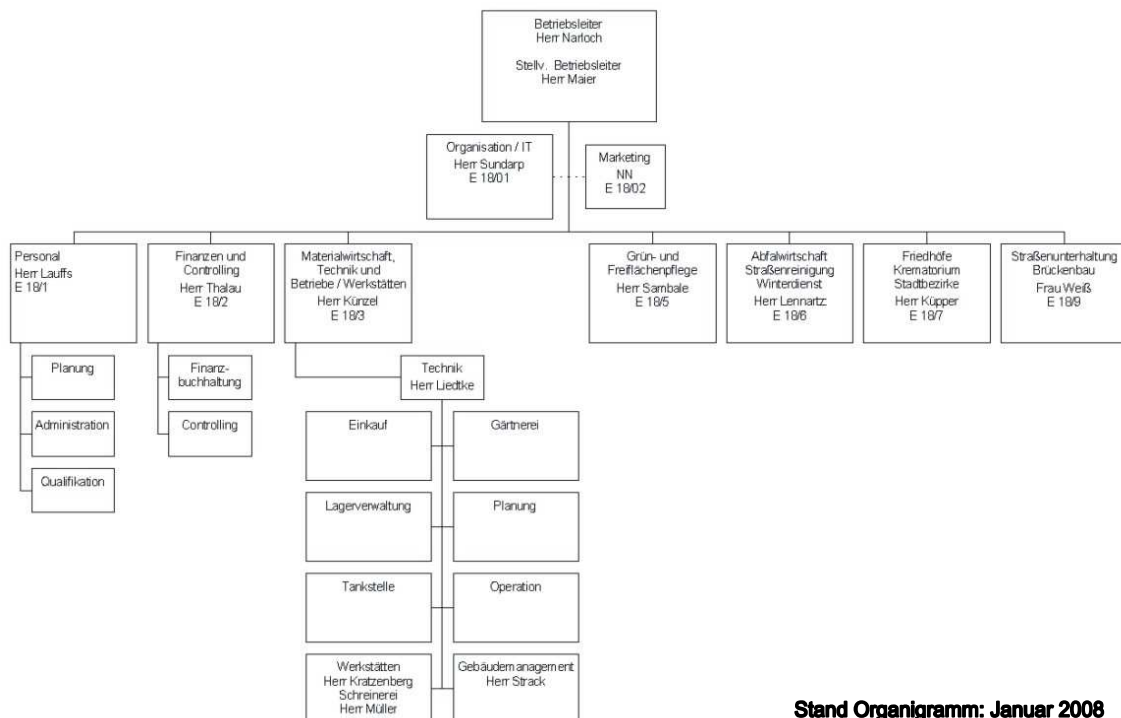 Betriebsleiter
Herr Narloch
Stellv. Betriebsleiter
Herr Maier
Organisation / IT
Herr Sundarp
E 18/01
Marketing
NN
E 18/02
Personal
Herr Lauffs
E 18/1
Finanzen und
Controlling
Herr Thalau
E 18/2
Materialwirtschaft,
Technik und
Betriebe / Werkstätten
Herr Künzel
E 18/3
Grün- und
Freiflächenpflege
Herr Sambale
E 18/5
Abfallwirtschaft
Straßenreinigung
Winterdienst
Herr Lennartz
E 18/6
Friedhöfe
Krematorium
Stadtbezirke
Herr Küpper
E 18/7
Straßenunterhaltung
Brückenbau
Frau Weiß
E 18/9
Planung
Administration
Qualifikation
Finanz-
buchhaltung
Controlling
Technik
Herr Liedtke
Einkauf
Gärtnerei
Lagerverwaltung
Planung
Tankstelle
Operation
Werkstätten
Herr Kratzenberg
Schreinerei
Herr Müller
Gebäudemanagement
Herr Strack
Stand Organigramm: Januar 2008